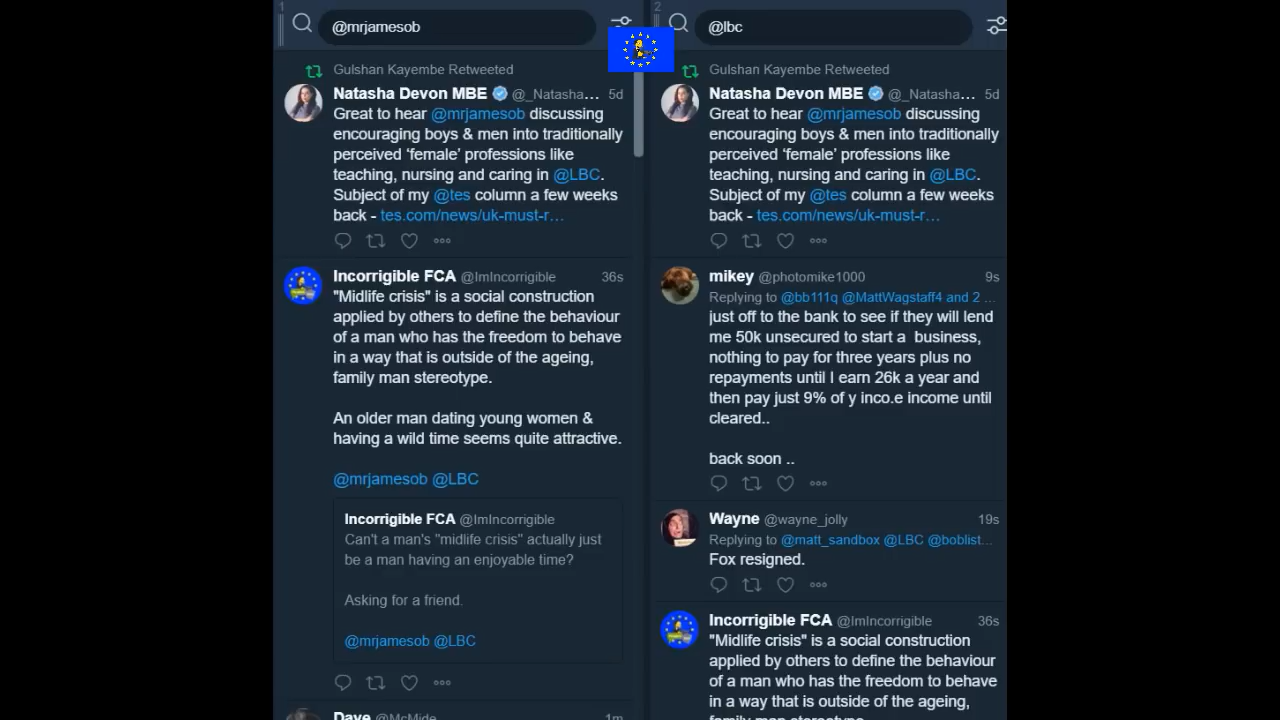 1
@mrjamesob
Gulshan Kayembe Retweeted
Natasha Devon MBE @_Natasha... 5d
Great to hear @mrjamesob discussing
encouraging boys & men into traditionally
perceived ‘female’ professions like
teaching, nursing and caring in @LBC.
Subject of my @tes column a few weeks
back - tes.com/news/uk-must-r…
Incorrigible FCA @ImIncorrigible 36s
"Midlife crisis" is a social construction
applied by others to define the behaviour
of a man who has the freedom to behave
in a way that is outside of the ageing,
family man stereotype.
An older man dating young women &
having a wild time seems quite attractive.
@mrjamesob @LBC
Incorrigible FCA @ImIncorrigible
Can't a man's "midlife crisis" actually just
be a man having an enjoyable time?
Asking for a friend.
@mrjamesob @LBC
Dave @McMide 1m
2
@lbc
Gulshan Kayembe Retweeted
Natasha Devon MBE @_Natasha... 5d
Great to hear @mrjamesob discussing
encouraging boys & men into traditionally
perceived ‘female’ professions like
teaching, nursing and caring in @LBC.
Subject of my @tes column a few weeks
back - tes.com/news/uk-must-r…
mikey @photomike1000 9s
Replying to @bb111q @MattWagstaff4 and 2 ...
just off to the bank to see if they will lend
me 50k unsecured to start a  business,
nothing to pay for three years plus no
repayments until I earn 26k a year and
then pay just 9% of y inco.e income until
cleared..
back soon ..
Wayne @wayne_jolly 19s
Replying to @matt_sandbox @LBC @boblist...
Fox resigned.
Incorrigible FCA @ImIncorrigible 36s
"Midlife crisis" is a social construction
applied by others to define the behaviour
of a man who has the freedom to behave
in a way that is outside of the ageing,
family man stereotype.